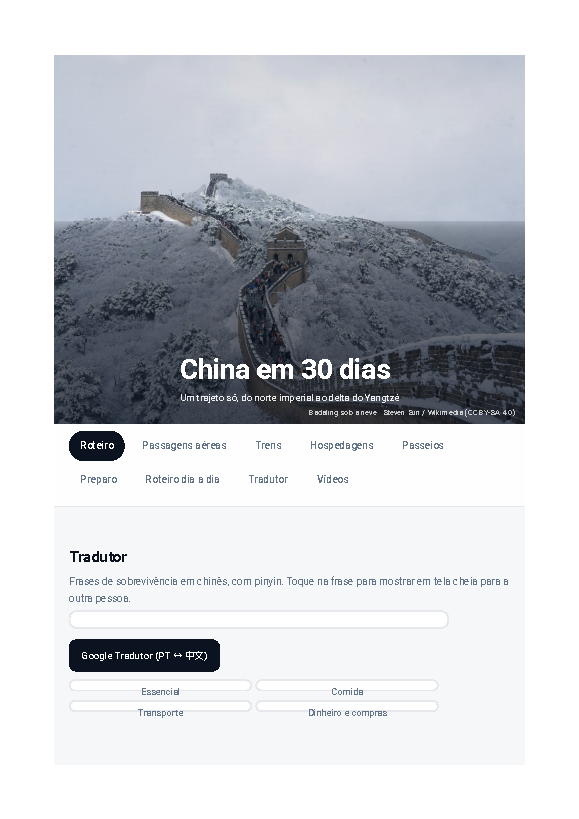 China em 30 dias
Um trajeto só, do norte imperial ao delta do Yangtzé
Badaling sob a neve · Steven Sun / Wikimedia (CC BY-SA 4.0)
Roteiro Passagens aéreas Trens Hospedagens Passeios
Preparo Roteiro dia a dia Tradutor Vídeos
Tradutor
Frases de sobrevivência em chinês, com pinyin. Toque na frase para mostrar em tela cheia para a
outra pessoa.
Google Tradutor (PT ↔ 中文)
Essencial Comida
Transporte Dinheiro e compras